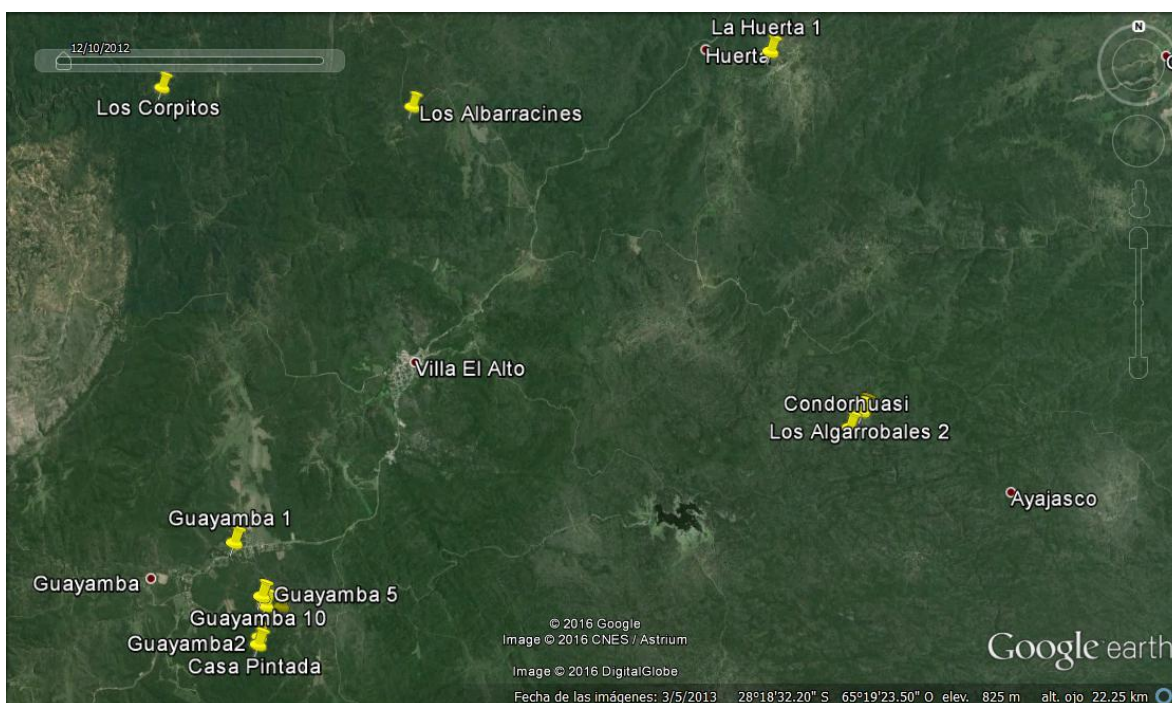 La Huerta 1
12/10/2012
N
Huerta
C
Los Corpitos
Los Albarracines
Villa El Alto
Condorhuasi
Los Algarrobales 2
Ayajasco
Guayamba 1
Guayamba
Guayamba 5
Guayamba 10
Guayamba2
Casa Pintada
© 2016 Google
Image © 2016 CNES / Astrium
Image © 2016 DigitalGlobe
Google earth
Fecha de las imágenes: 3/5/2013 28°18'32.20" S 65°19'23.50" O elev. 825 m alt. ojo 22.25 km